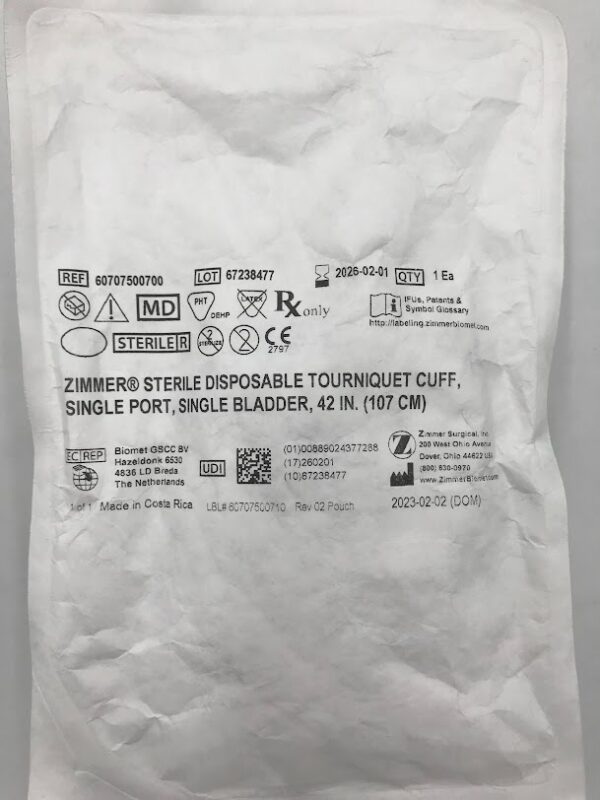 REF 60707500700 LOT 67238477 2026-02-01 QTY 1 Ea
MD PHT DEHP LATEX Rx only
IFUs, Patents &
Symbol Glossary
http://labeling.zimmerbiomet.com
STERILE R 2 STERILIZE 2 CE
2797
ZIMMER® STERILE DISPOSABLE TOURNIQUET CUFF,
SINGLE PORT, SINGLE BLADDER, 42 IN. (107 CM)
EC REP Biomet GSCC BV
Hazeldonk 6530
4836 LD Breda
The Netherlands
UDI
(01)00889024377288
(17)260201
(10)67238477
Z Zimmer Surgical, Inc.
200 West Ohio Avenue
Dover, Ohio 44622 USA
(800) 830-0970
www.ZimmerBiomet.com
1 of 1 Made in Costa Rica LBL# 60707500710 Rev 02 Pouch 2023-02-02 (DOM)